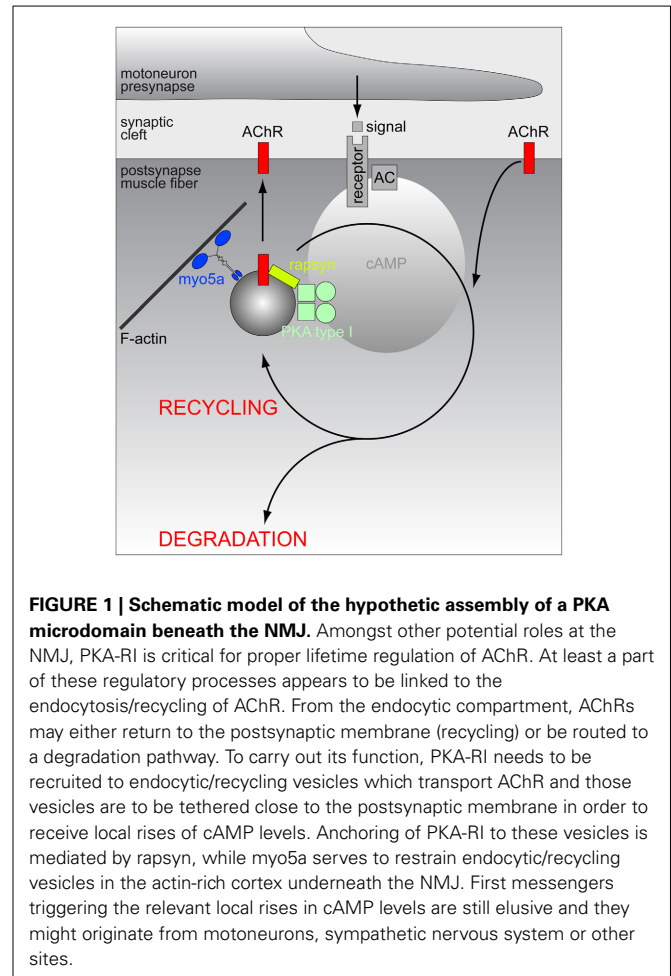 motoneuron
presynapse
synaptic
cleft
AChR
signal
AChR
postsynapse
muscle fiber
receptor
AC
rapsyn
cAMP
myo5a
PKA type I
F-actin
RECYCLING
DEGRADATION
FIGURE 1 | Schematic model of the hypothetic assembly of a PKA
microdomain beneath the NMJ. Amongst other potential roles at the
NMJ, PKA-RI is critical for proper lifetime regulation of AChR. At least a part
of these regulatory processes appears to be linked to the
endocytosis/recycling of AChR. From the endocytic compartment, AChRs
may either return to the postsynaptic membrane (recycling) or be routed to
a degradation pathway. To carry out its function, PKA-RI needs to be
recruited to endocytic/recycling vesicles which transport AChR and those
vesicles are to be tethered close to the postsynaptic membrane in order to
receive local rises of cAMP levels. Anchoring of PKA-RI to these vesicles is
mediated by rapsyn, while myo5a serves to restrain endocytic/recycling
vesicles in the actin-rich cortex underneath the NMJ. First messengers
triggering the relevant local rises in cAMP levels are still elusive and they
might originate from motoneurons, sympathetic nervous system or other
sites.